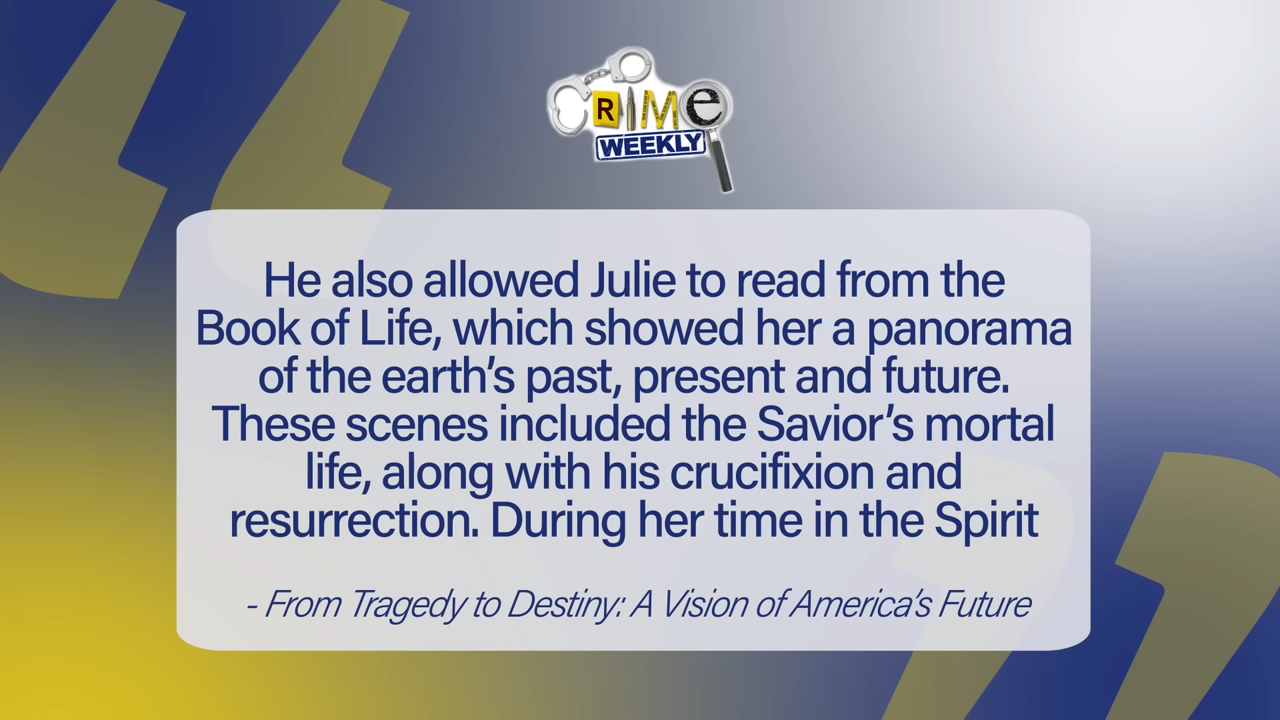 CRIME
WEEKLY
He also allowed Julie to read from the
Book of Life, which showed her a panorama
of the earth’s past, present and future.
These scenes included the Savior’s mortal
life, along with his crucifixion and
resurrection. During her time in the Spirit
- From Tragedy to Destiny: A Vision of America’s Future